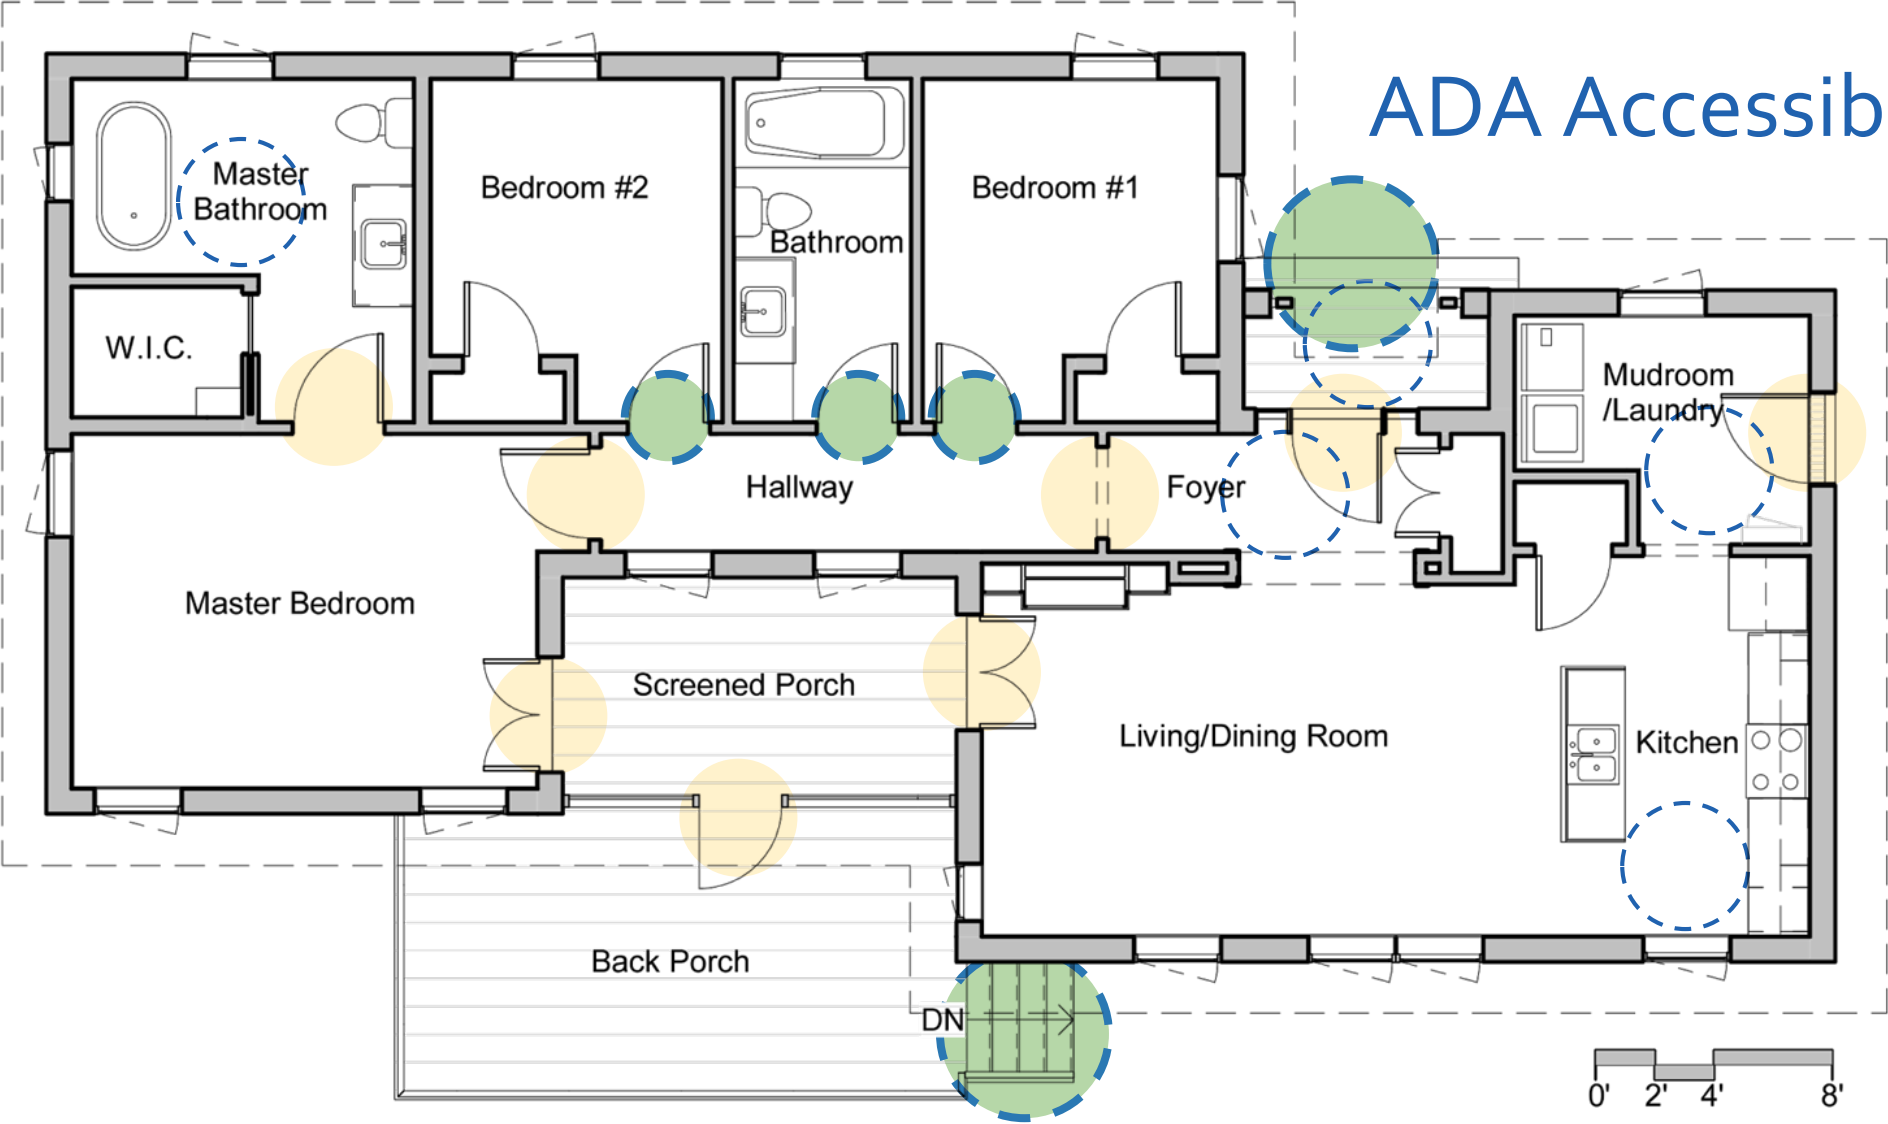 ADA Accessib
Master
Bathroom
Bedroom #2
Bathroom
Bedroom #1
W.I.C.
Mudroom
/Laundry
Hallway
Foyer
Master Bedroom
Screened Porch
Living/Dining Room
Kitchen
Back Porch
DN
0' 2' 4' 8'